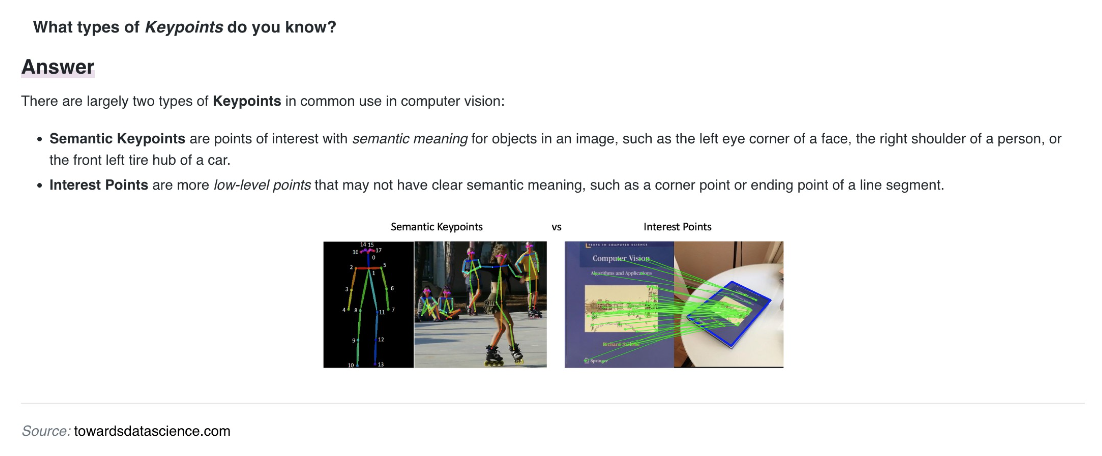 What types of Keypoints do you know?
Answer
There are largely two types of Keypoints in common use in computer vision:
• Semantic Keypoints are points of interest with semantic meaning for objects in an image, such as the left eye corner of a face, the right shoulder of a person, or
the front left tire hub of a car.
• Interest Points are more low-level points that may not have clear semantic meaning, such as a corner point or ending point of a line segment.
Semantic Keypoints vs Interest Points
14 15
16 17
0
2 1 5
3 6
4 8 11 7
9 12
10 13
TEXTS IN COMPUTER SCIENCE
Computer Vision
Algorithms and Applications
Richard Szeliski
Springer
Source: towardsdatascience.com